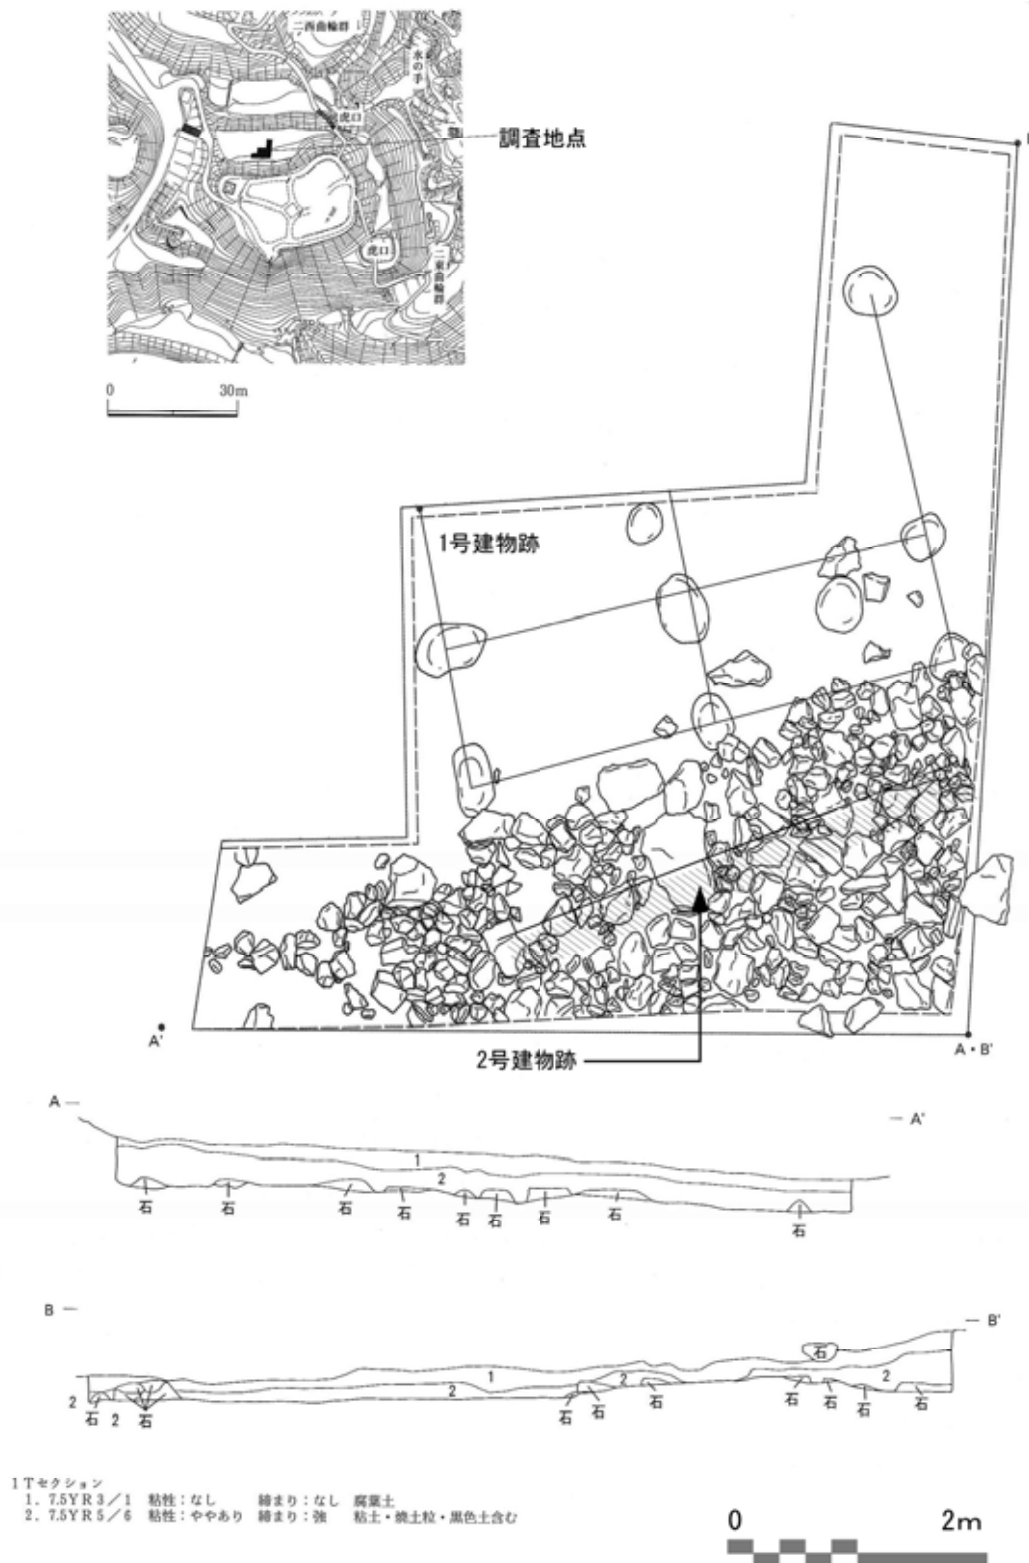 二西曲輪群
水の手
虎口
調査地点
虎口
二東曲輪群
0 30m
1号建物跡
A'
2号建物跡
A・B'
A
A'
1
2
石 石 石 石 石 石 石 石
石
B
B'
石
1
2
2
2
2 石 2 石
石 石 石 石 石 石 石
1Tセクション
1. 7.5YR3/1 粘性:なし 締まり:なし 腐葉土
2. 7.5YR5/6 粘性:ややあり 締まり:強 粘土・焼土粒・黒色土含む
0 2m